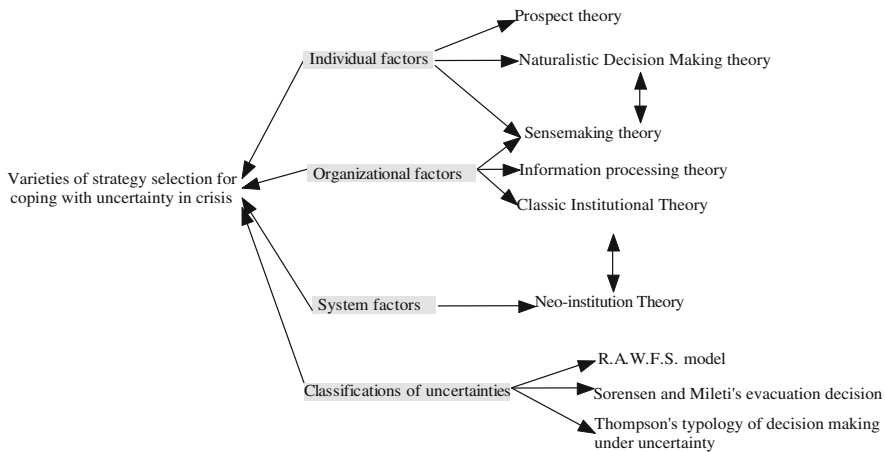 Prospect theory
Individual factors
Naturalistic Decision Making theory
Sensemaking theory
Organizational factors
Information processing theory
Varieties of strategy selection for
coping with uncertainty in crisis
Classic Institutional Theory
System factors
Neo-institution Theory
R.A.W.F.S. model
Classifications of uncertainties
Sorensen and Mileti's evacuation decision
Thompson's typology of decision making
under uncertainty